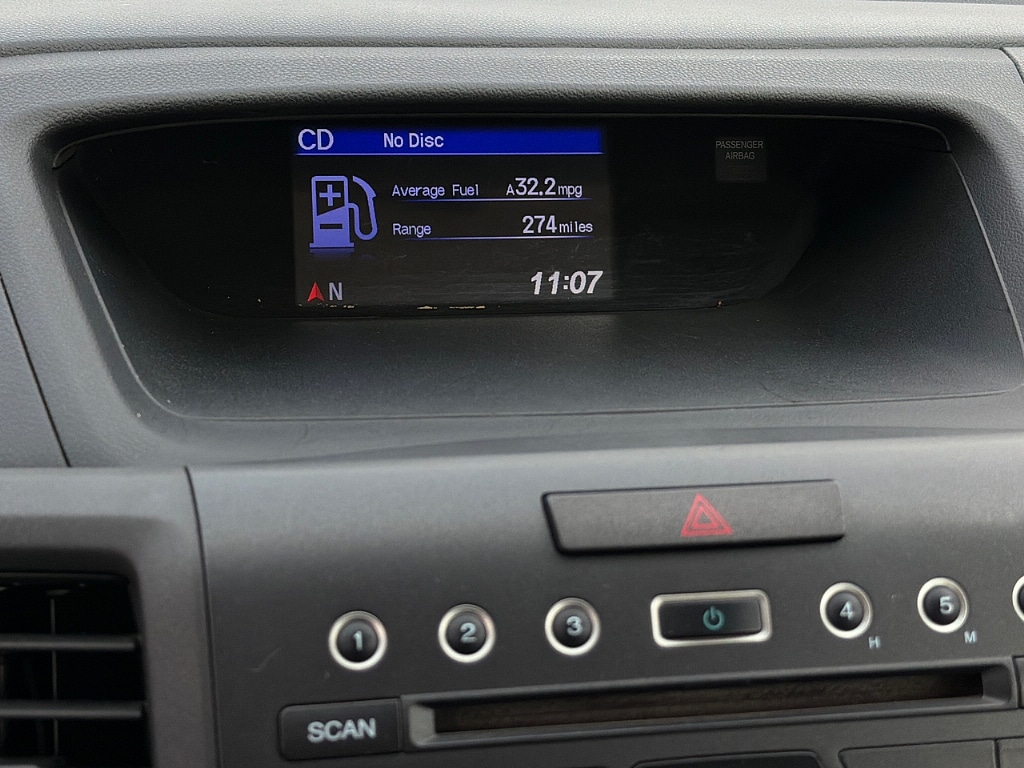 CD No Disc
PASSENGER
AIRBAG
Average Fuel A32.2mpg
Range 274miles
N 11:07
1 2 3 4 5
H M
SCAN